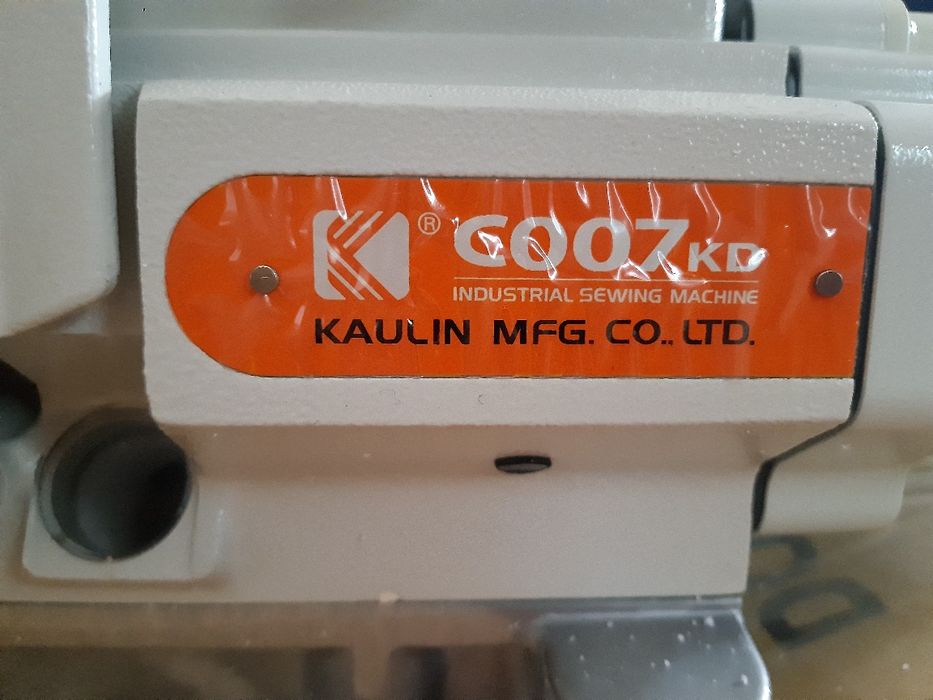 K ® C007KD
INDUSTRIAL SEWING MACHINE
KAULIN MFG. CO., LTD.